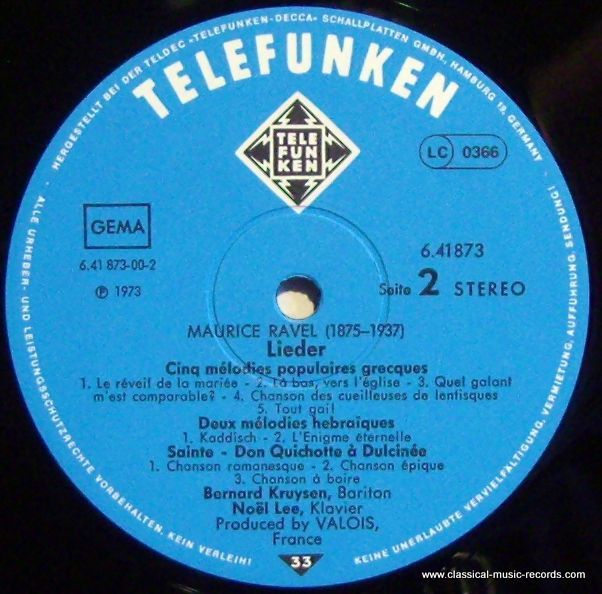 HERGESTELLT BEI DER TELDEC »TELEFUNKEN-DECCA« SCHALLPLATTEN GMBH, HAMBURG 19, GERMANY
TELEFUNKEN
TELE
FUN
KEN
LC 0366
GEMA
6.41 873-00-2
℗ 1973
6.41873
Seite 2 STEREO
MAURICE RAVEL (1875–1937)
Lieder
Cinq mélodies populaires grecques
1. Le réveil de la mariée - 2. Là bas, vers l'église - 3. Quel galant
m'est comparable? - 4. Chanson des cueilleuses de lentisques
5. Tout gai!
Deux mélodies hebraiques
1. Kaddisch - 2. L'Enigme éternelle
Sainte - Don Quichotte à Dulcinée
1. Chanson romanesque - 2. Chanson épique
3. Chanson à boire
Bernard Kruysen, Bariton
Noël Lee, Klavier
Produced by VALOIS,
France
33
ALLE URHEBER- UND LEISTUNGSSCHUTZRECHTE VORBEHALTEN. KEIN VERLEIH!
KEINE UNERLAUBTE VERVIELFÄLTIGUNG, VERMIETUNG, AUFFÜHRUNG, SENDUNG!
www.classical-music-records.com